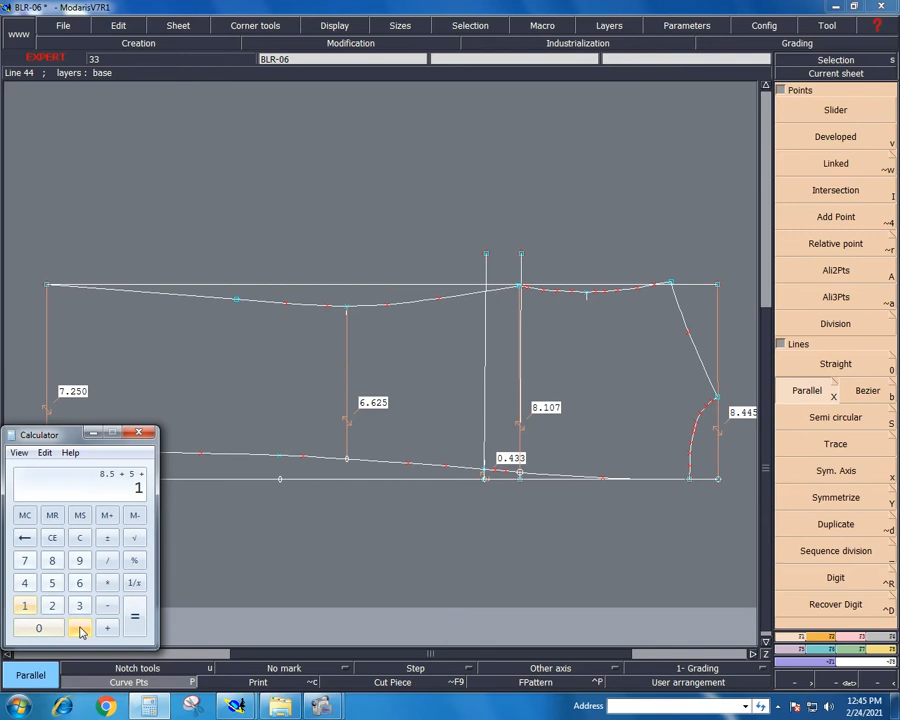 BLR-06 * - ModarisV7R1
www
File Edit Sheet Corner tools Display Sizes Selection Macro Layers Parameters Config Tool ?
Creation Modification Industrialization Grading
EXPERT 33 BLR-06
Line 44 ; layers : base
Selection s
Current sheet
Points
Slider
Developed v
Linked ~w
Intersection I
Add Point ~4
Relative point ~r
Ali2Pts A
Ali3Pts ~a
Division
Lines
Straight 0
Parallel X Bezier b
Semi circular S
Trace
Sym. Axis x
Symmetrize Y
Duplicate ~d
Sequence division _
Digit ^R
Recover Digit ^D
7.250
6.625
8.107
8.445
0.433
Calculator
View Edit Help
8.5 + 5 +
1
MC MR MS M+ M-
← CE C ± √
7 8 9 / %
4 5 6 * 1/x
1 2 3 - =
0 . +
Z
Parallel
Notch tools u No mark Step Other axis 1- Grading
Curve Pts P Print ~c Cut Piece ~F9 FPattern ^P User arrangement
Address
12:45 PM
2/24/2021